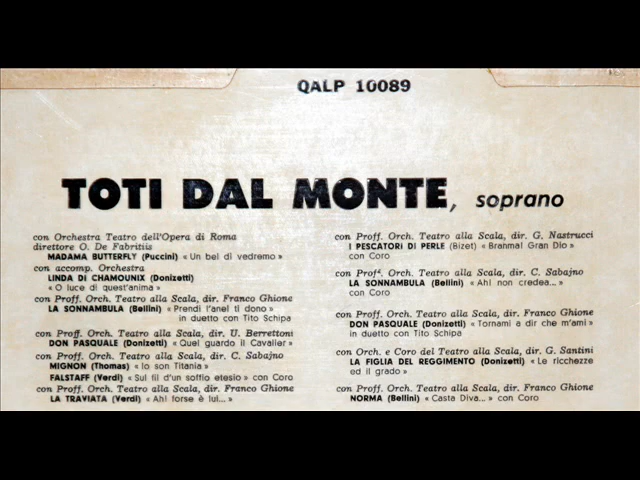 QALP 10089
TOTI DAL MONTE, soprano
con Orchestra Teatro dell'Opera di Roma
direttore O. De Fabritiis
MADAMA BUTTERFLY (Puccini) « Un bel dì vedremo »
con accomp. Orchestra
LINDA DI CHAMOUNIX (Donizetti)
« O luce di quest'anima »
con Proff. Orch. Teatro alla Scala, dir. Franco Ghione
LA SONNAMBULA (Bellini) « Prendi l'anel ti dono »
in duetto con Tito Schipa
con Proff. Orch. Teatro alla Scala, dir. U. Berrettoni
DON PASQUALE (Donizetti) « Quel guardo il Cavalier »
con Proff. Orch. Teatro alla Scala, dir. C. Sabajno
MIGNON (Thomas) « Io son Titania »
FALSTAFF (Verdi) « Sul fil d'un soffio etesio » con Coro
con Proff. Orch. Teatro alla Scala, dir. Franco Ghione
LA TRAVIATA (Verdi) « Ah! forse è lui... »
con Proff. Orch. Teatro alla Scala, dir. G. Nastrucci
I PESCATORI DI PERLE (Bizet) « Brahmal Gran Dio »
con Coro
con Proff. Orch. Teatro alla Scala, dir. C. Sabajno
LA SONNAMBULA (Bellini) « Ah! non credea... »
con Coro
con Proff. Orch. Teatro alla Scala, dir. Franco Ghione
DON PASQUALE (Donizetti) « Tornami a dir che m'ami »
in duetto con Tito Schipa
con Orch. e Coro del Teatro alla Scala, dir. G. Santini
LA FIGLIA DEL REGGIMENTO (Donizetti) « Le ricchezze
ed il grado »
con Proff. Orch. Teatro alla Scala, dir. Franco Ghione
NORMA (Bellini) « Casta Diva... » con Coro